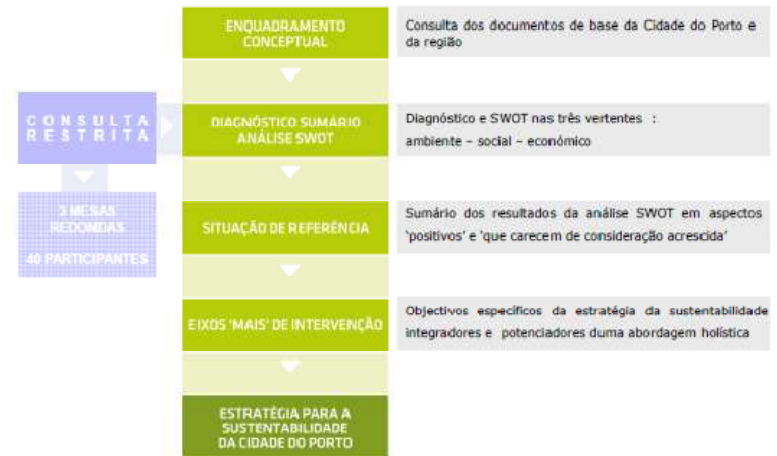 ENQUADRAMENTO
CONCEPTUAL
Consulta dos documentos de base da Cidade do Porto e
da região
CONSULTA
RESTRITA
DIAGNÓSTICO SUMÁRIO
ANÁLISE SWOT
Diagnóstico e SWOT nas três vertentes :
ambiente – social – económico
3 MESAS
REDONDAS
40 PARTICIPANTES
SITUAÇÃO DE REFERÊNCIA
Sumário dos resultados da análise SWOT em aspectos
'positivos' e 'que carecem de consideração acrescida'
EIXOS 'MAIS' DE INTERVENÇÃO
Objectivos específicos da estratégia da sustentabilidade
integradores e potenciadores duma abordagem holística
ESTRATÉGIA PARA A
SUSTENTABILIDADE
DA CIDADE DO PORTO